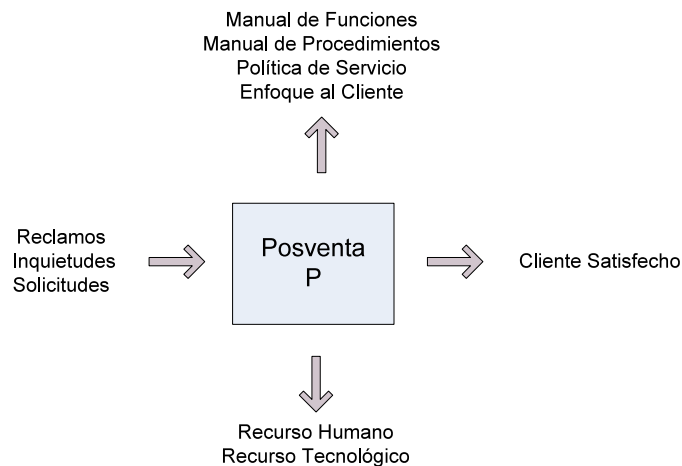 Manual de Funciones
Manual de Procedimientos
Política de Servicio
Enfoque al Cliente
Reclamos
Inquietudes
Solicitudes
Posventa
P
Cliente Satisfecho
Recurso Humano
Recurso Tecnológico